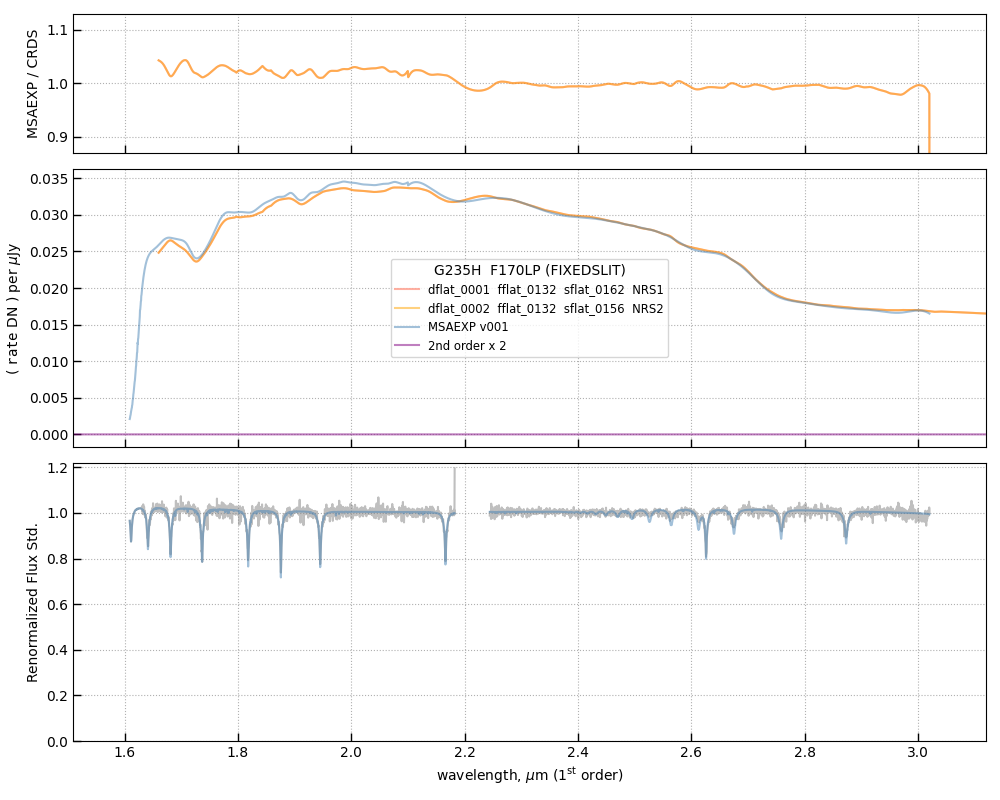 1.1
1.0
0.9
MSAEXP / CRDS
0.035
0.030
0.025
0.020
0.015
0.010
0.005
0.000
( rate DN ) per μJy
G235H  F170LP (FIXEDSLIT)
dflat_0001  fflat_0132  sflat_0162  NRS1
dflat_0002  fflat_0132  sflat_0156  NRS2
MSAEXP v001
2nd order x 2
1.2
1.0
0.8
0.6
0.4
0.2
0.0
Renormalized Flux Std.
1.6 1.8 2.0 2.2 2.4 2.6 2.8 3.0
wavelength, μm (1st order)